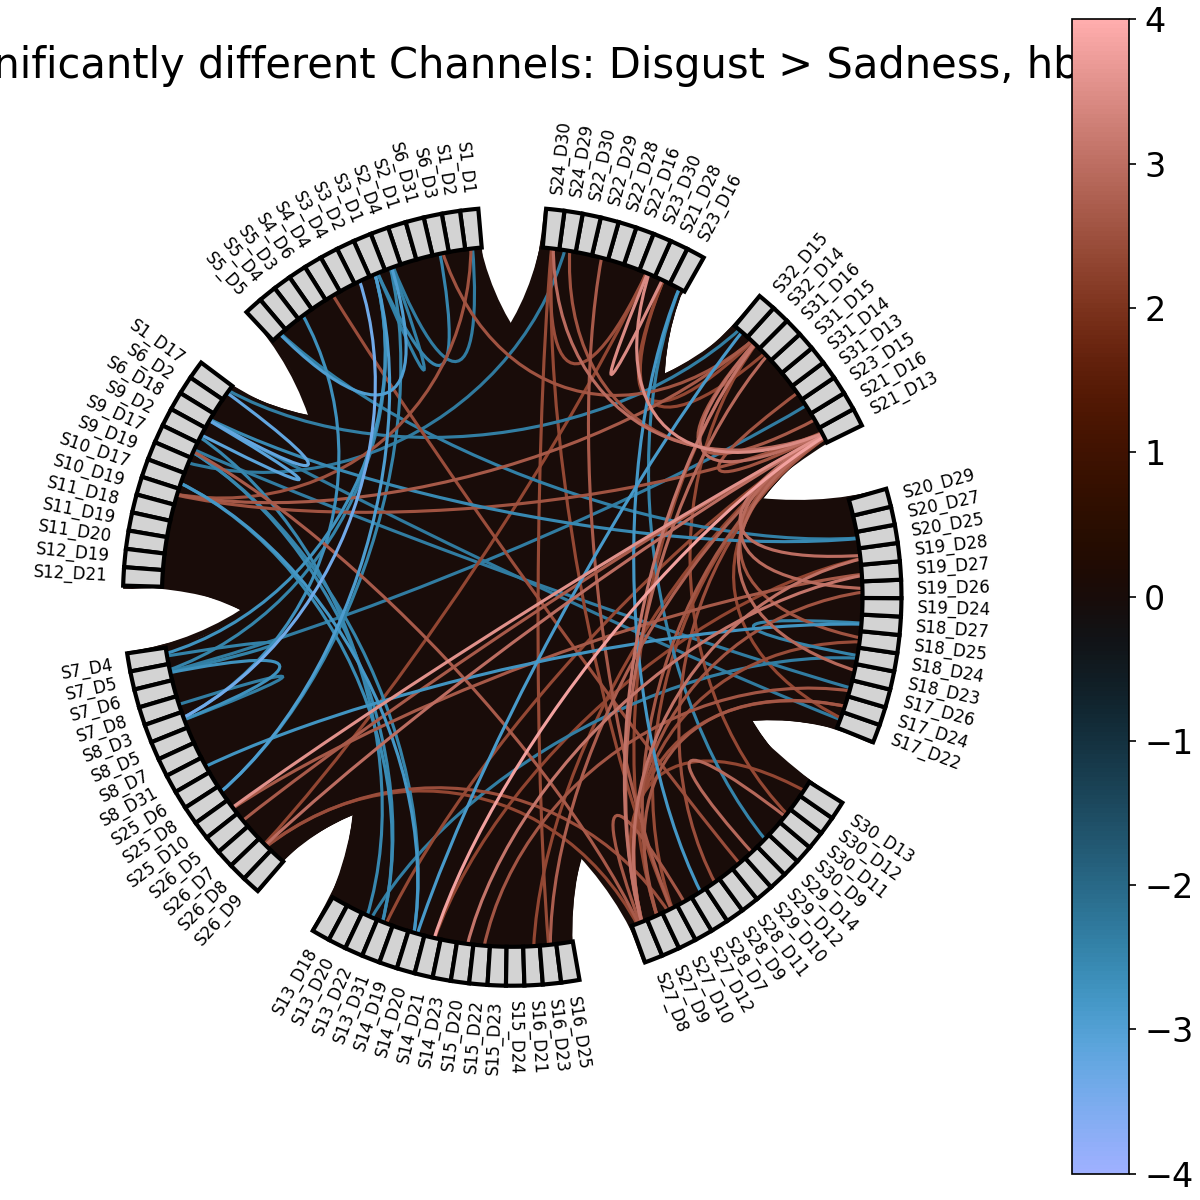 nificantly different Channels: Disgust > Sadness, hb
4
3
2
1
0
−1
−2
−3
−4
S24_D30
S24_D29
S22_D30
S22_D29
S22_D28
S22_D16
S23_D30
S21_D28
S23_D16
S32_D15
S32_D14
S31_D16
S31_D15
S31_D14
S31_D13
S23_D15
S21_D16
S21_D13
S20_D29
S20_D27
S20_D25
S19_D28
S19_D27
S19_D26
S19_D24
S18_D27
S18_D25
S18_D24
S18_D23
S17_D26
S17_D24
S17_D22
S30_D13
S30_D12
S30_D11
S30_D9
S29_D14
S29_D12
S29_D10
S28_D11
S28_D9
S28_D7
S27_D12
S27_D10
S27_D9
S27_D8
S16_D25
S16_D23
S16_D21
S15_D24
S15_D23
S15_D22
S15_D20
S14_D23
S14_D21
S14_D20
S14_D19
S13_D31
S13_D22
S13_D20
S13_D18
S26_D9
S26_D8
S26_D7
S26_D5
S25_D10
S25_D8
S25_D6
S8_D31
S8_D7
S8_D5
S8_D3
S7_D8
S7_D6
S7_D5
S7_D4
S12_D21
S12_D19
S11_D20
S11_D19
S11_D18
S10_D19
S10_D17
S9_D19
S9_D17
S9_D2
S6_D18
S6_D2
S1_D17
S5_D5
S5_D4
S5_D3
S4_D6
S4_D4
S3_D4
S3_D2
S3_D1
S2_D4
S2_D1
S6_D31
S6_D3
S1_D2
S1_D1